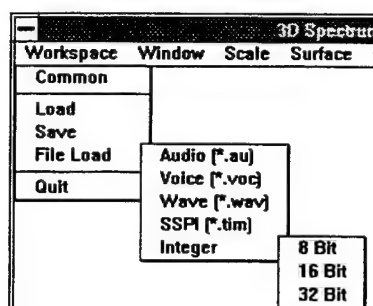 3D Spectrum
Workspace Window Scale Surface
Common
Load
Save
File Load
Quit
Audio (*.au)
Voice (*.voc)
Wave (*.wav)
SSPI (*.tim)
Integer
8 Bit
16 Bit
32 Bit